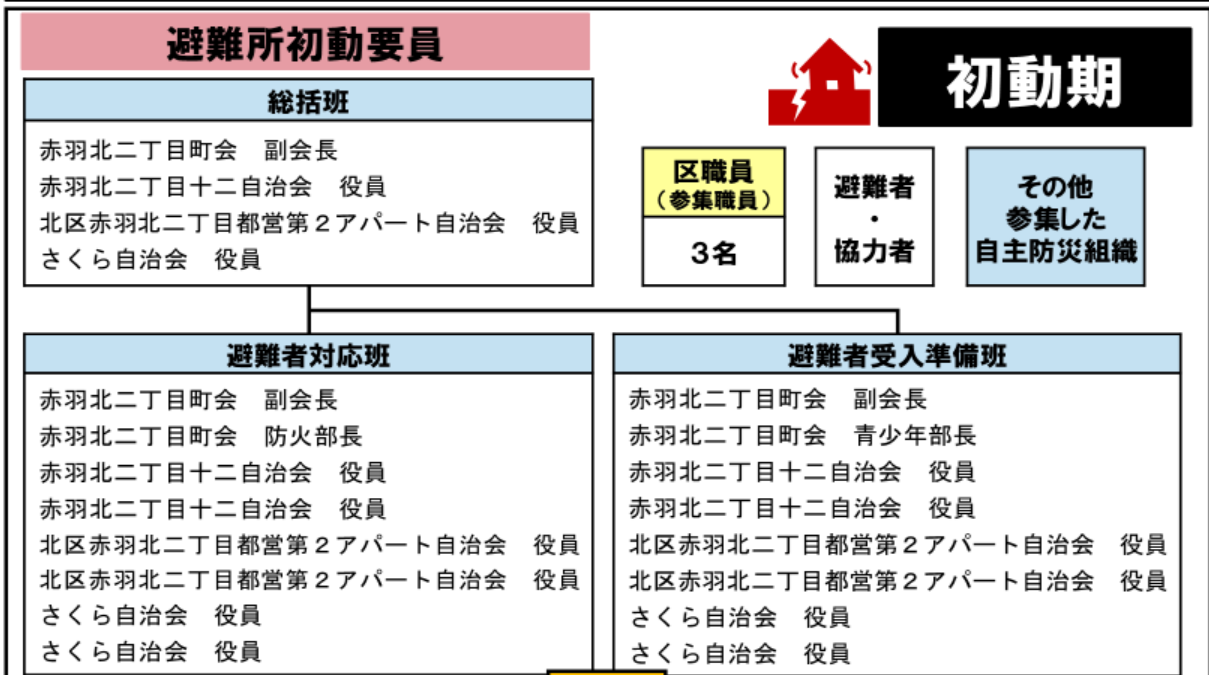 避難所初動要員
初動期
総括班
赤羽北二丁目町会　副会長
赤羽北二丁目十二自治会　役員
北区赤羽北二丁目都営第２アパート自治会　役員
さくら自治会　役員
区職員
（参集職員）
３名
避難者
・
協力者
その他
参集した
自主防災組織
避難者対応班
赤羽北二丁目町会　副会長
赤羽北二丁目町会　防火部長
赤羽北二丁目十二自治会　役員
赤羽北二丁目十二自治会　役員
北区赤羽北二丁目都営第２アパート自治会　役員
北区赤羽北二丁目都営第２アパート自治会　役員
さくら自治会　役員
さくら自治会　役員
避難者受入準備班
赤羽北二丁目町会　副会長
赤羽北二丁目町会　青少年部長
赤羽北二丁目十二自治会　役員
赤羽北二丁目十二自治会　役員
北区赤羽北二丁目都営第２アパート自治会　役員
北区赤羽北二丁目都営第２アパート自治会　役員
さくら自治会　役員
さくら自治会　役員